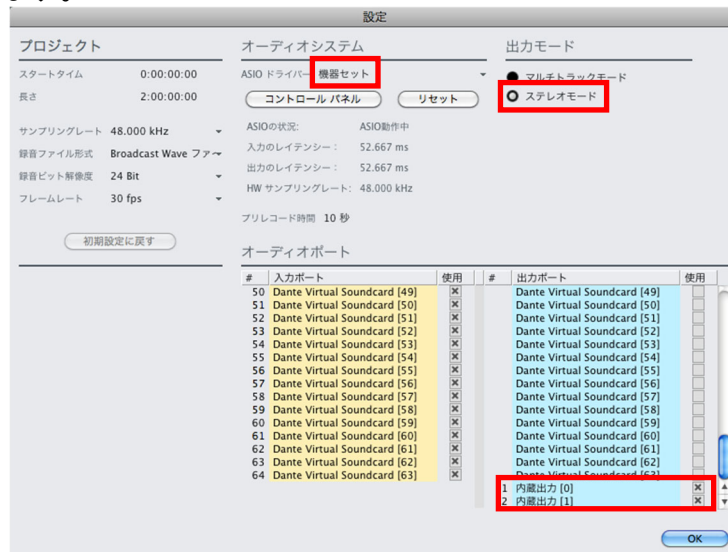 設定
プロジェクト
スタートタイム 0:00:00:00
長さ 2:00:00:00
サンプリングレート 48.000 kHz
録音ファイル形式 Broadcast Wave ファ
録音ビット解像度 24 Bit
フレームレート 30 fps
初期設定に戻す
オーディオシステム
ASIO ドライバー 機器セット
コントロール パネル リセット
ASIOの状況: ASIO動作中
入力のレイテンシー: 52.667 ms
出力のレイテンシー: 52.667 ms
HW サンプリングレート: 48.000 kHz
プリレコード時間 10 秒
出力モード
マルチトラックモード
ステレオモード
オーディオポート
# 入力ポート 使用 # 出力ポート 使用
50 Dante Virtual Soundcard [49] Dante Virtual Soundcard [49]
51 Dante Virtual Soundcard [50] Dante Virtual Soundcard [50]
52 Dante Virtual Soundcard [51] Dante Virtual Soundcard [51]
53 Dante Virtual Soundcard [52] Dante Virtual Soundcard [52]
54 Dante Virtual Soundcard [53] Dante Virtual Soundcard [53]
55 Dante Virtual Soundcard [54] Dante Virtual Soundcard [54]
56 Dante Virtual Soundcard [55] Dante Virtual Soundcard [55]
57 Dante Virtual Soundcard [56] Dante Virtual Soundcard [56]
58 Dante Virtual Soundcard [57] Dante Virtual Soundcard [57]
59 Dante Virtual Soundcard [58] Dante Virtual Soundcard [58]
60 Dante Virtual Soundcard [59] Dante Virtual Soundcard [59]
61 Dante Virtual Soundcard [60] Dante Virtual Soundcard [60]
62 Dante Virtual Soundcard [61] Dante Virtual Soundcard [61]
63 Dante Virtual Soundcard [62] Dante Virtual Soundcard [62]
64 Dante Virtual Soundcard [63] Dante Virtual Soundcard [63]
1 内蔵出力 [0]
2 内蔵出力 [1]
OK